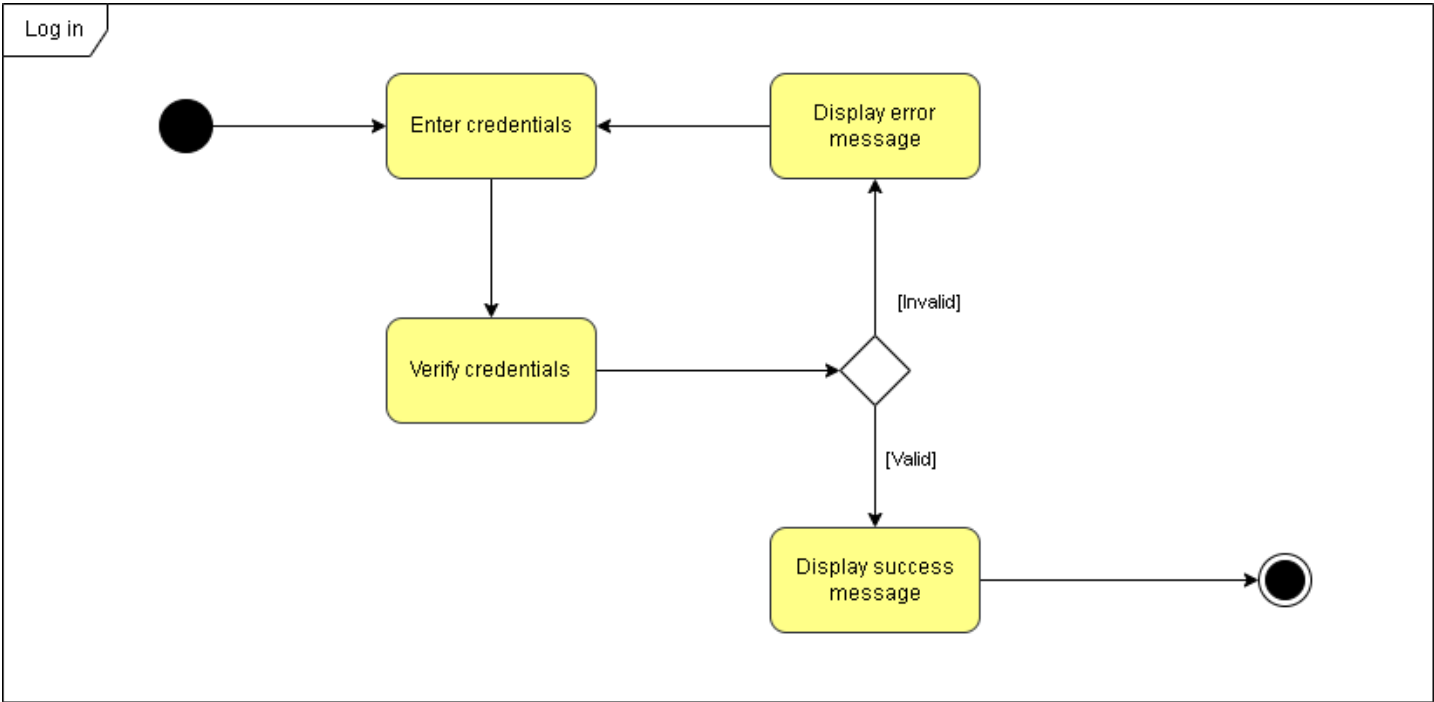 Log in
Enter credentials
Display error
message
[Invalid]
Verify credentials
[Valid]
Display success
message